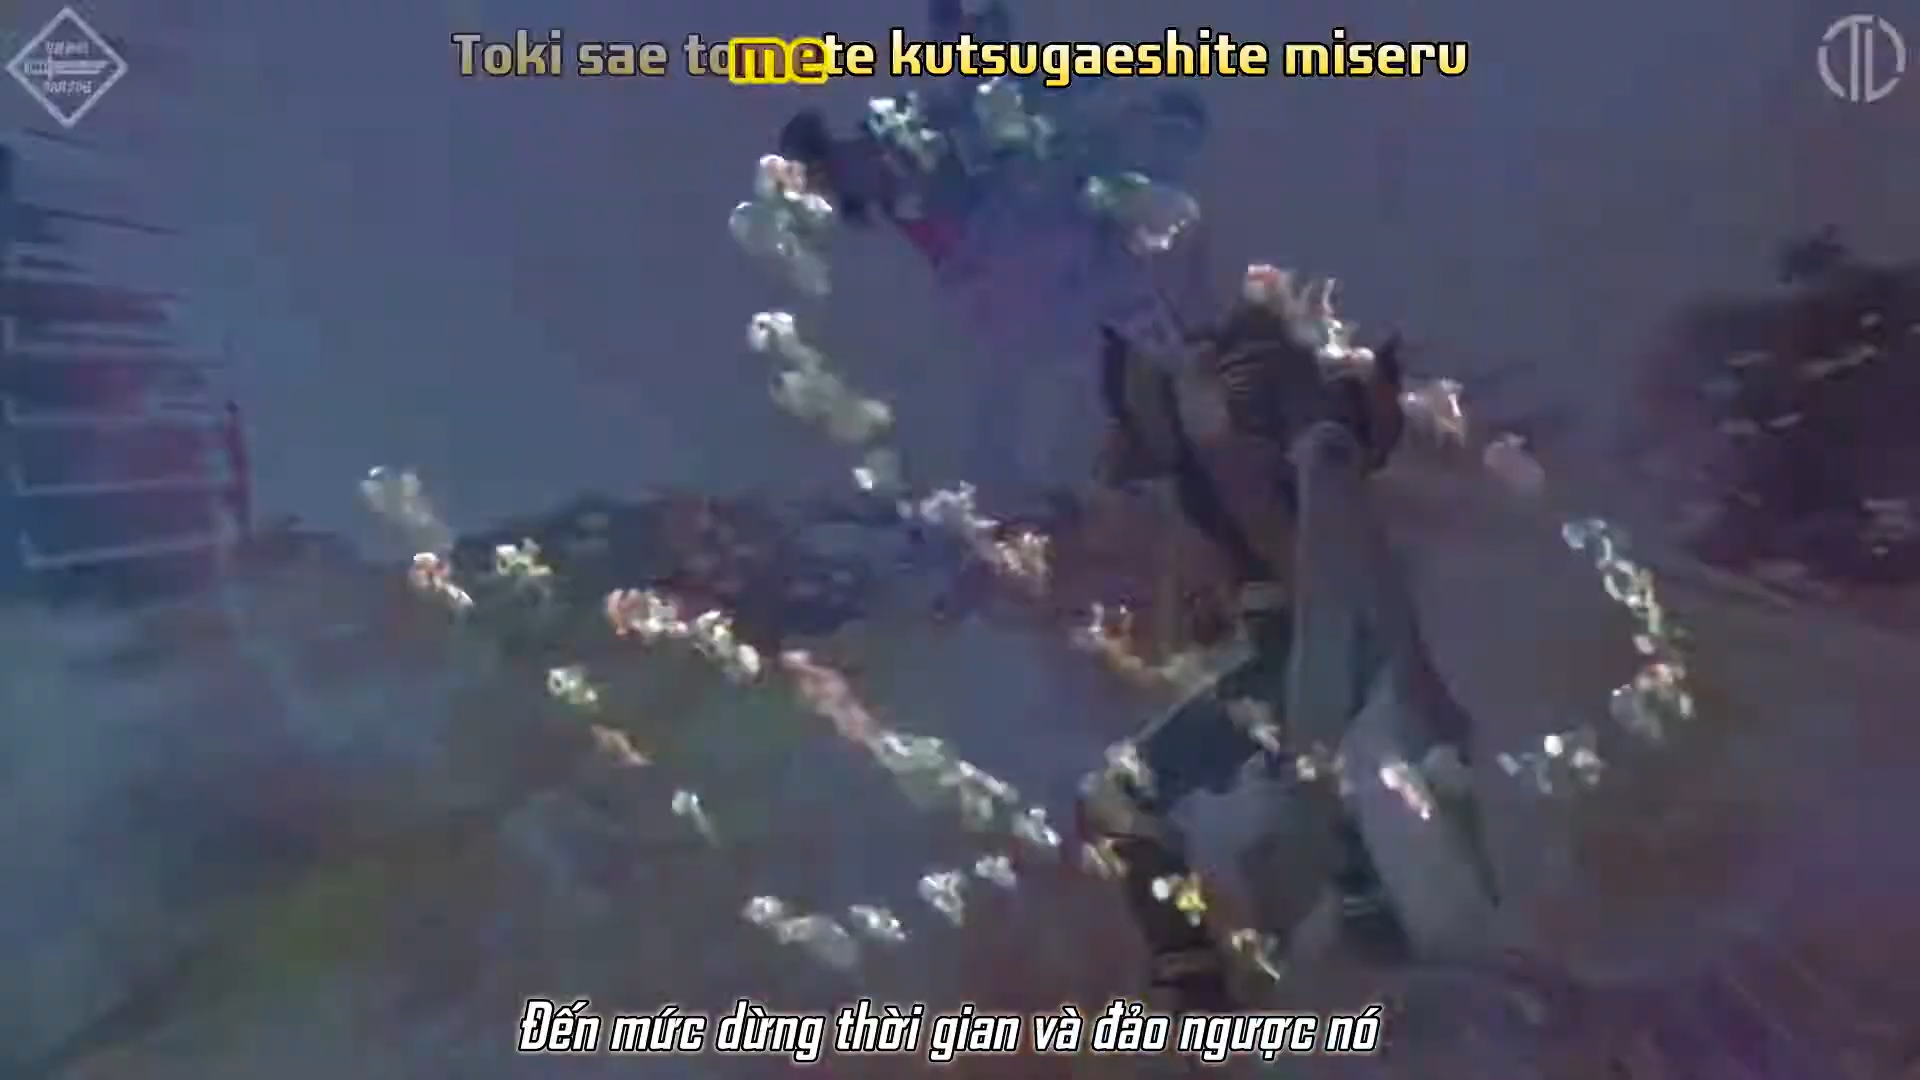 Toki sae tomete kutsugaeshite miseru
Đến mức dừng thời gian và đảo ngược nó